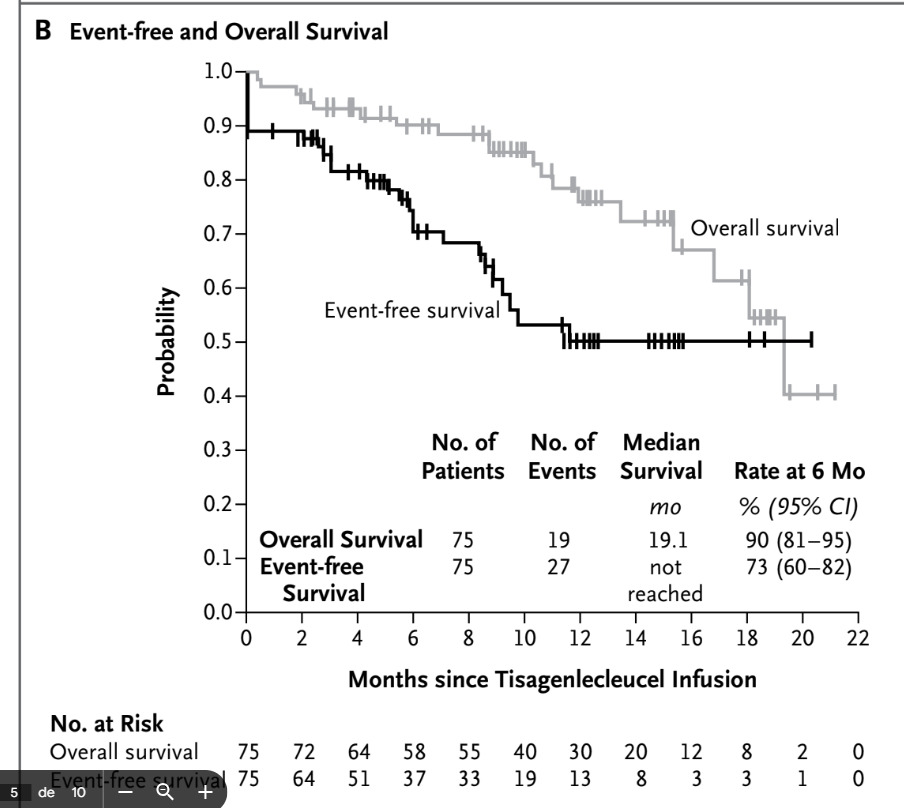 B Event-free and Overall Survival
1.0
0.9
0.8
0.7
0.6
0.5
0.4
0.3
0.2
0.1
0.0
Probability
Overall survival
Event-free survival
No. of Patients No. of Events Median Survival Rate at 6 Mo
mo % (95% CI)
Overall Survival 75 19 19.1 90 (81–95)
Event-free Survival 75 27 not reached 73 (60–82)
0 2 4 6 8 10 12 14 16 18 20 22
Months since Tisagenlecleucel Infusion
No. at Risk
Overall survival 75 72 64 58 55 40 30 20 12 8 2 0
Event-free survival 75 64 51 37 33 19 13 8 3 3 1 0
5 de 10